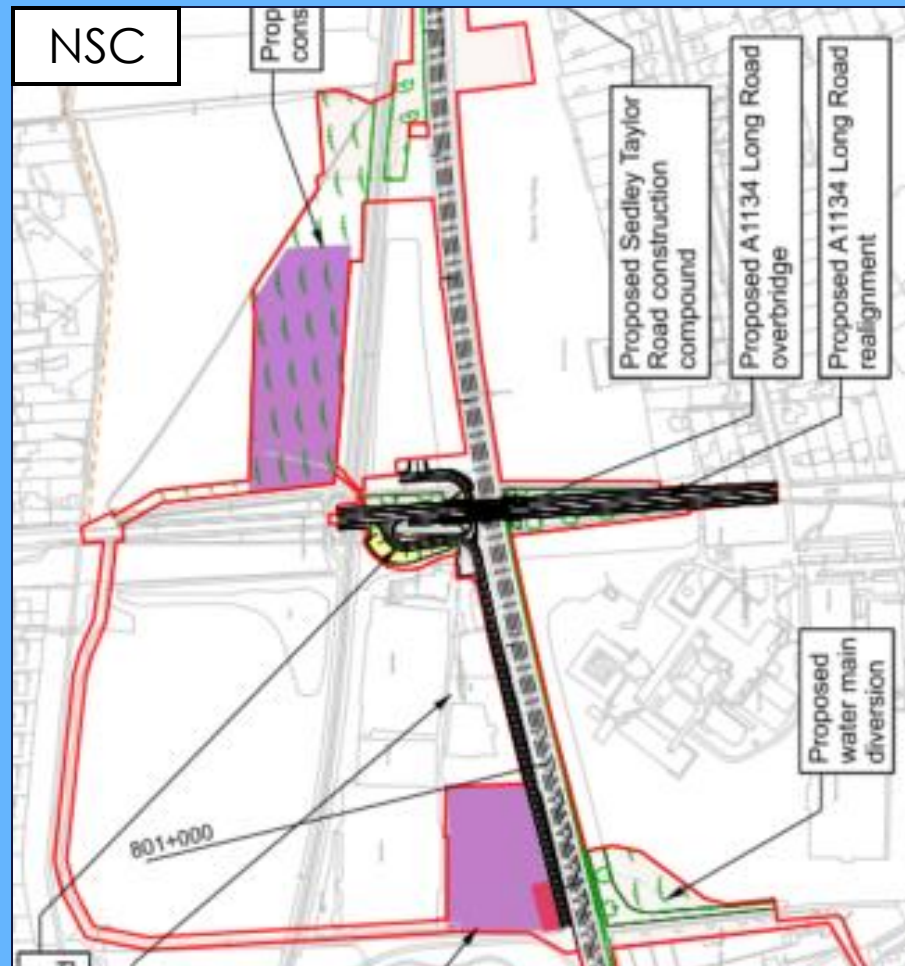 NSC
Prop
cons
Proposed Sedley Taylor
Road construction
compound
Proposed A1134 Long Road
overbridge
Proposed A1134 Long Road
realignment
Proposed
water main
diversion
801+000